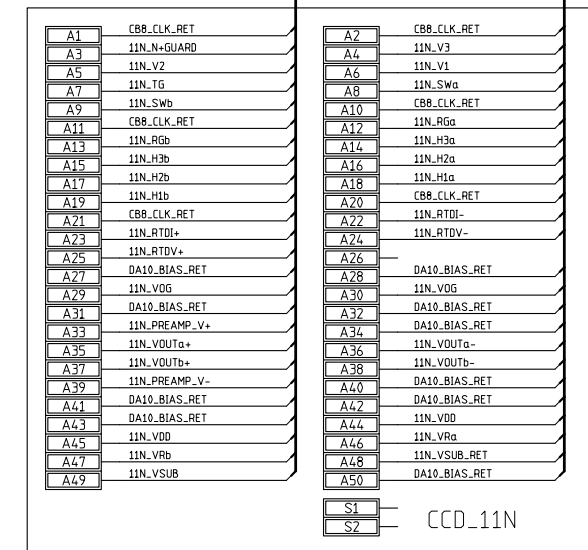 A1 CB8_CLK_RET
A3 11N_N+GUARD
A5 11N_V2
A7 11N_TG
A9 11N_SWb
A11 CB8_CLK_RET
A13 11N_RGb
A15 11N_H3b
A17 11N_H2b
A19 11N_H1b
A21 CB8_CLK_RET
A23 11N_RTDI+
A25 11N_RTDV+
A27 DA10_BIAS_RET
A29 11N_VOG
A31 DA10_BIAS_RET
A33 11N_PREAMP_V+
A35 11N_VOUTa+
A37 11N_VOUTb+
A39 11N_PREAMP_V-
A41 DA10_BIAS_RET
A43 DA10_BIAS_RET
A45 11N_VDD
A47 11N_VRb
A49 11N_VSUB
A2 CB8_CLK_RET
A4 11N_V3
A6 11N_V1
A8 11N_SWa
A10 CB8_CLK_RET
A12 11N_RGa
A14 11N_H3a
A16 11N_H2a
A18 11N_H1a
A20 CB8_CLK_RET
A22 11N_RTDI-
A24 11N_RTDV-
A26
A28 DA10_BIAS_RET
A30 11N_VOG
A32 DA10_BIAS_RET
A34 DA10_BIAS_RET
A36 11N_VOUTa-
A38 11N_VOUTb-
A40 DA10_BIAS_RET
A42 DA10_BIAS_RET
A44 11N_VDD
A46 11N_VRa
A48 11N_VSUB_RET
A50 DA10_BIAS_RET
S1
S2
CCD_11N